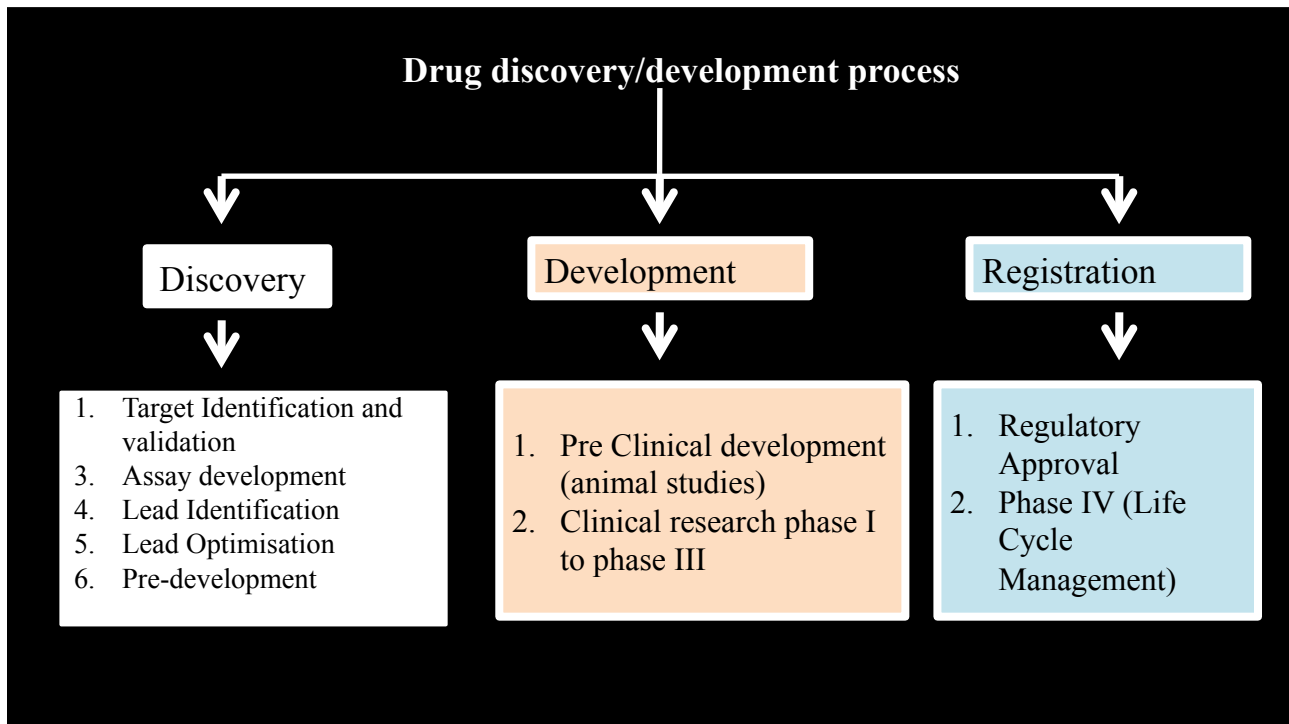 Drug discovery/development process
Discovery
Development
Registration
1. Target Identification and
validation
3. Assay development
4. Lead Identification
5. Lead Optimisation
6. Pre-development
1. Pre Clinical development
(animal studies)
2. Clinical research phase I
to phase III
1. Regulatory
Approval
2. Phase IV (Life
Cycle
Management)